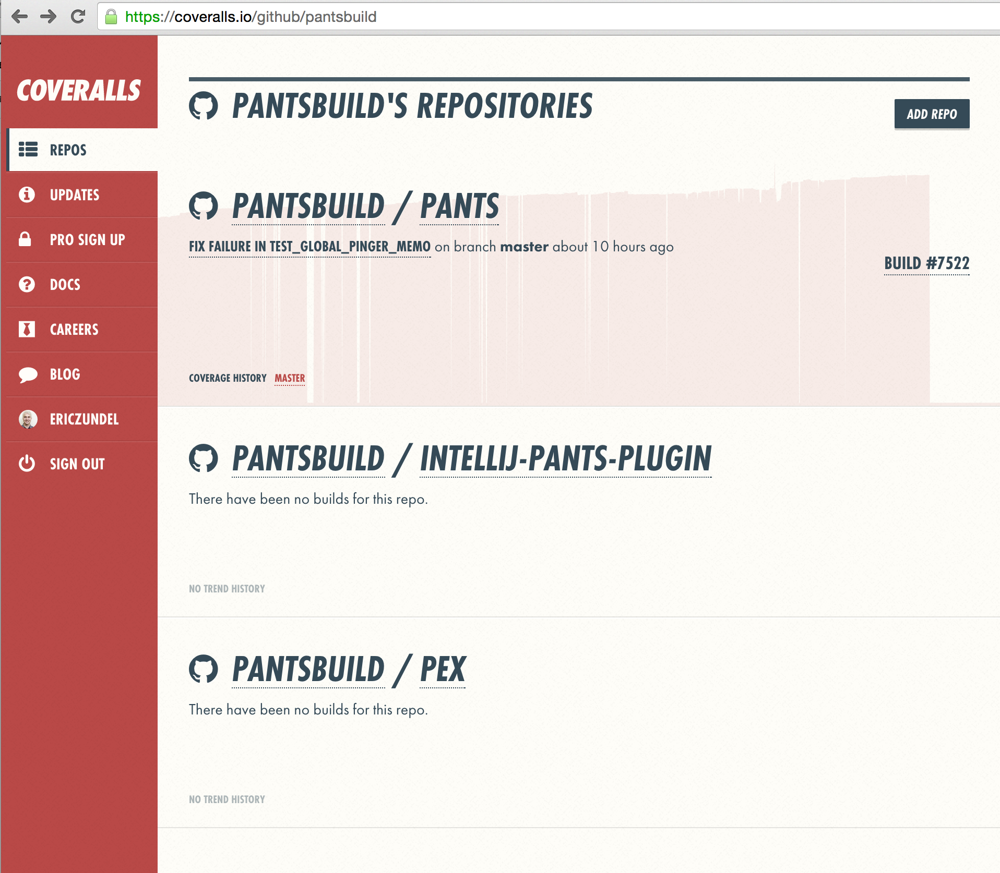 https://coveralls.io/github/pantsbuild
COVERALLS
REPOS
UPDATES
PRO SIGN UP
DOCS
CAREERS
BLOG
ERICZUNDEL
SIGN OUT
PANTSBUILD'S REPOSITORIES
ADD REPO
PANTSBUILD / PANTS
FIX FAILURE IN TEST_GLOBAL_PINGER_MEMO on branch master about 10 hours ago
BUILD #7522
COVERAGE HISTORY MASTER
PANTSBUILD / INTELLIJ-PANTS-PLUGIN
There have been no builds for this repo.
NO TREND HISTORY
PANTSBUILD / PEX
There have been no builds for this repo.
NO TREND HISTORY